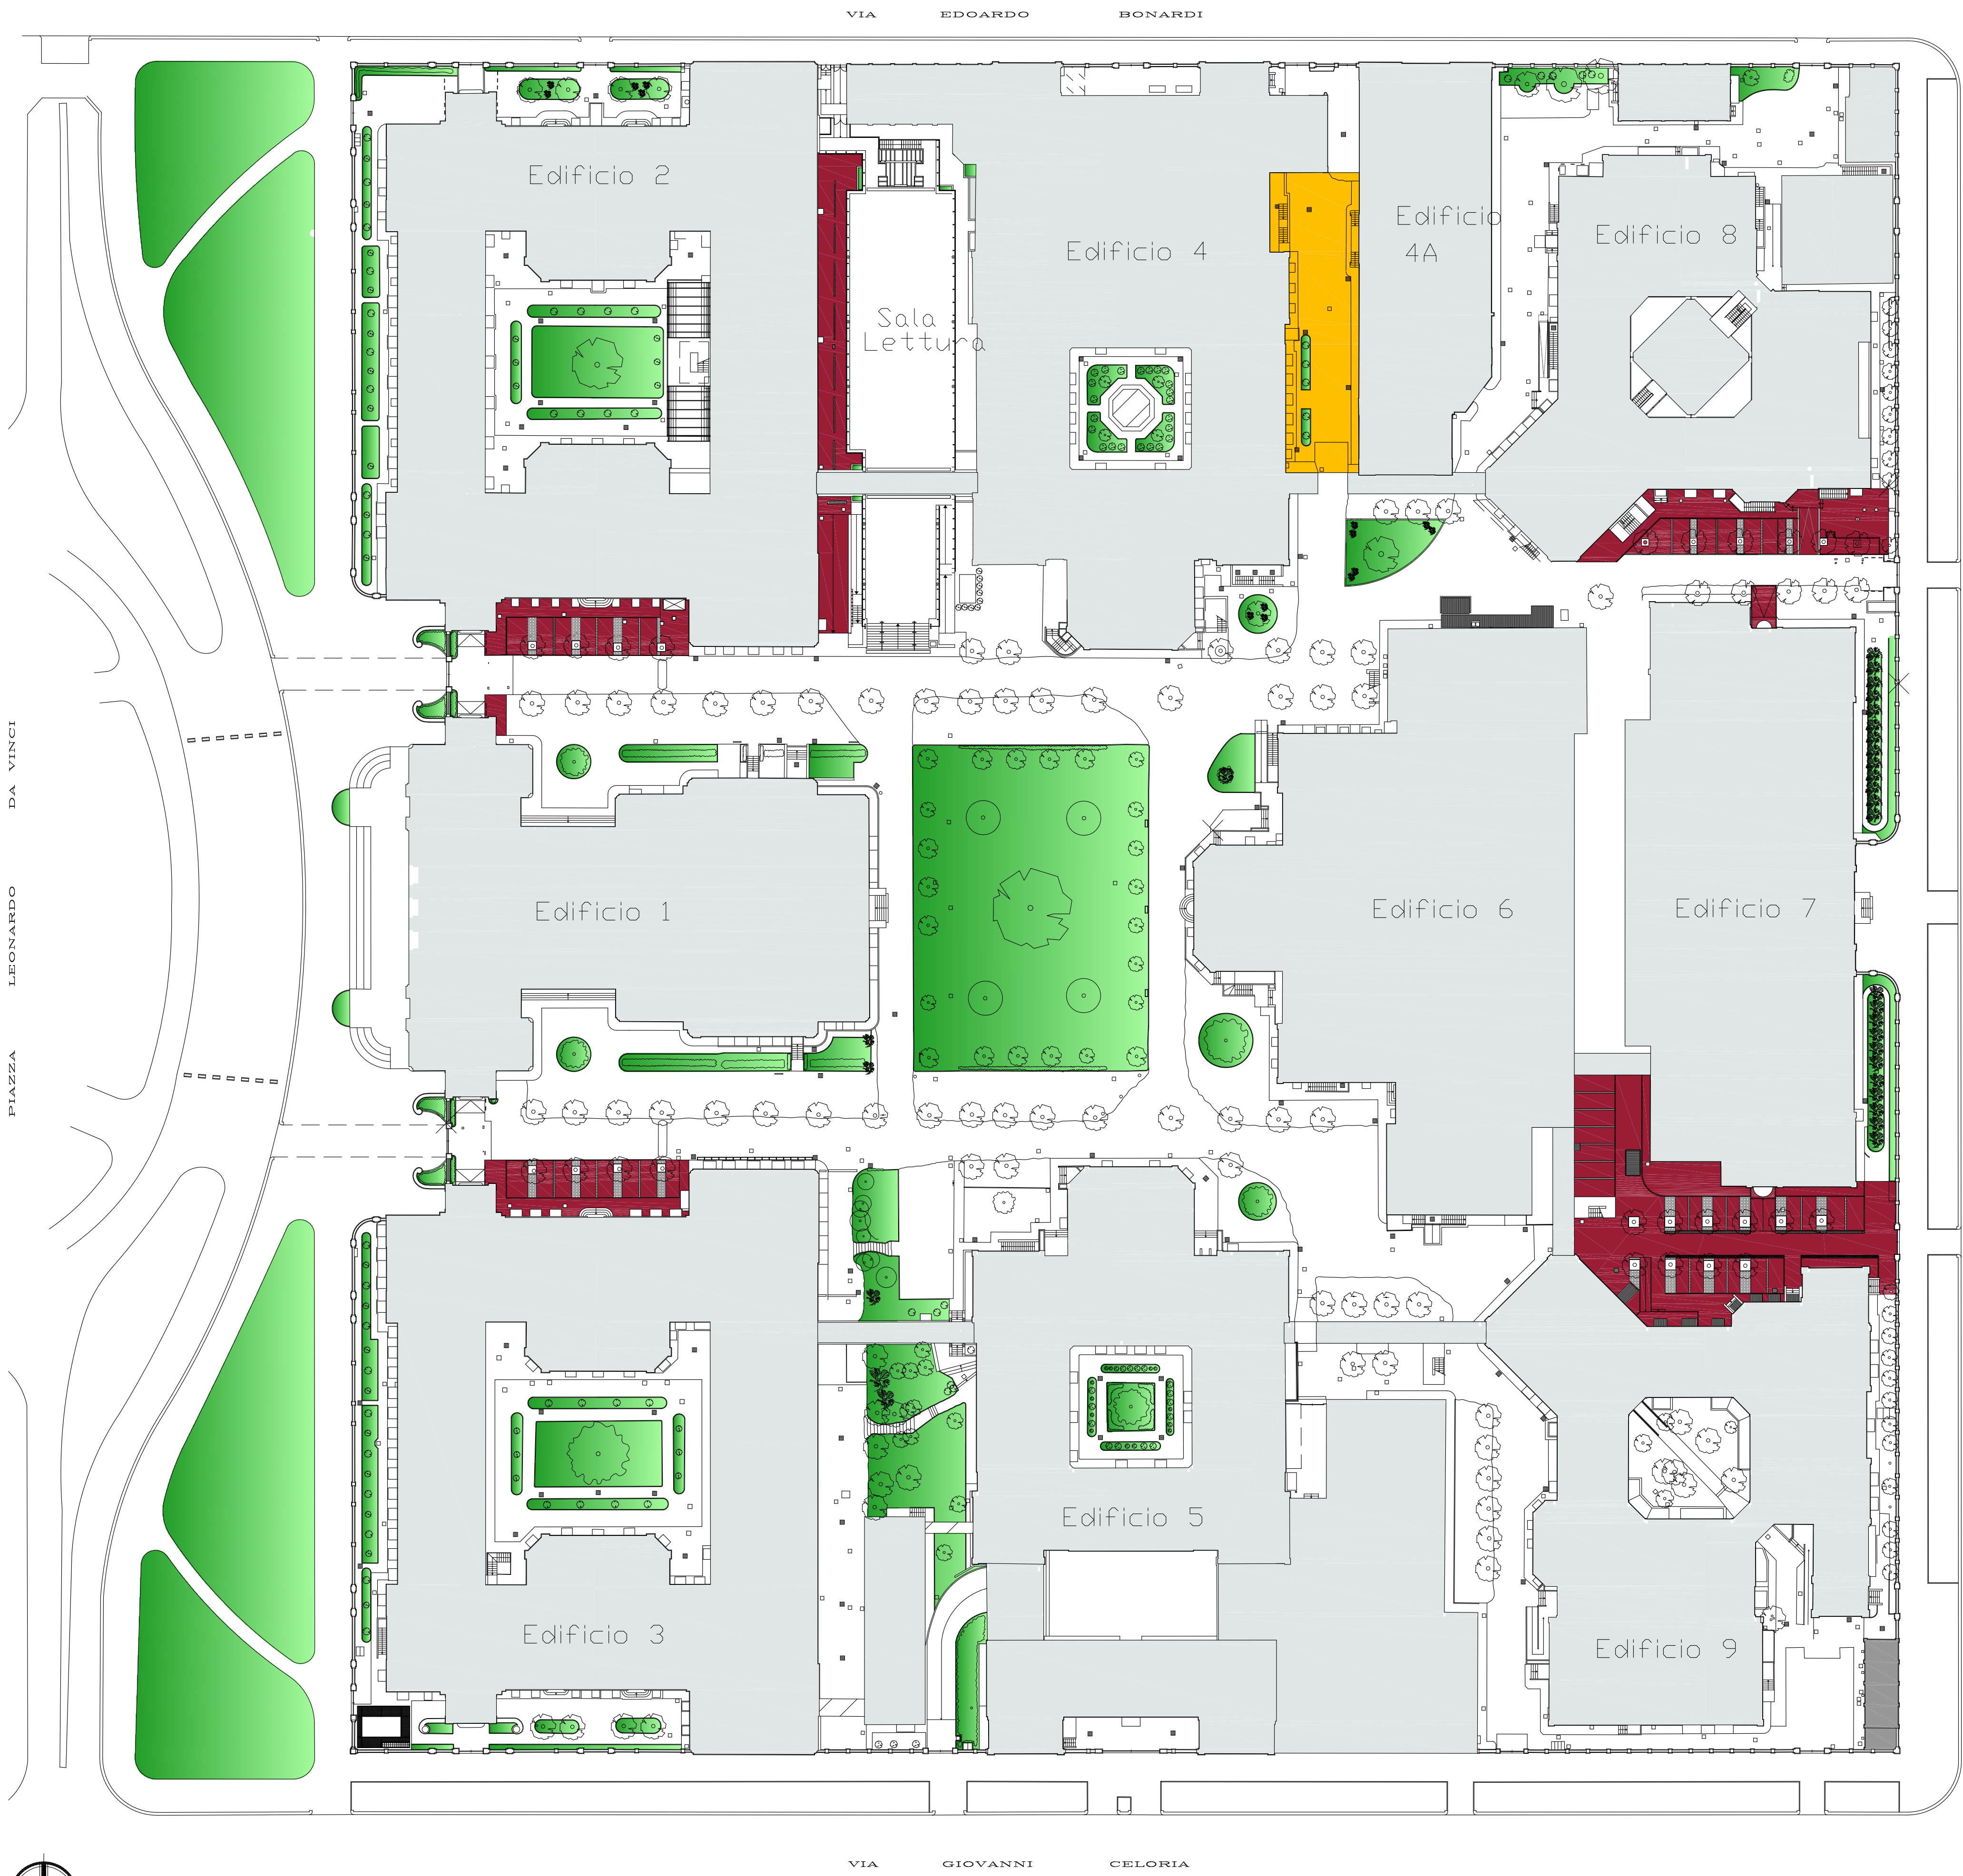 VIA EDOARDO BONARDI
Edificio 2
Edificio 4
Edificio
4A
Edificio 8
Sala
Lettura
PIAZZA LEONARDO DA VINCI
Edificio 1
Edificio 6
Edificio 7
Edificio 5
Edificio 3
Edificio 9
VIA GIOVANNI CELORIA